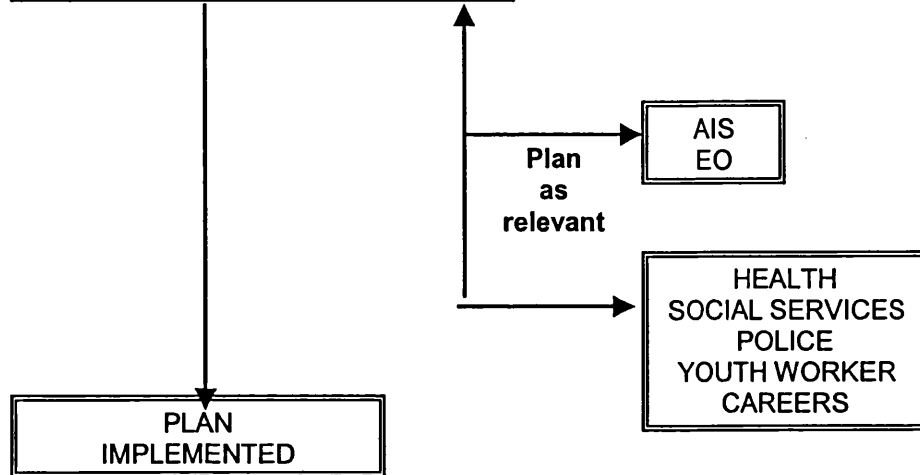 AIS
EO
Plan
as
relevant
HEALTH
SOCIAL SERVICES
POLICE
YOUTH WORKER
CAREERS
PLAN
IMPLEMENTED